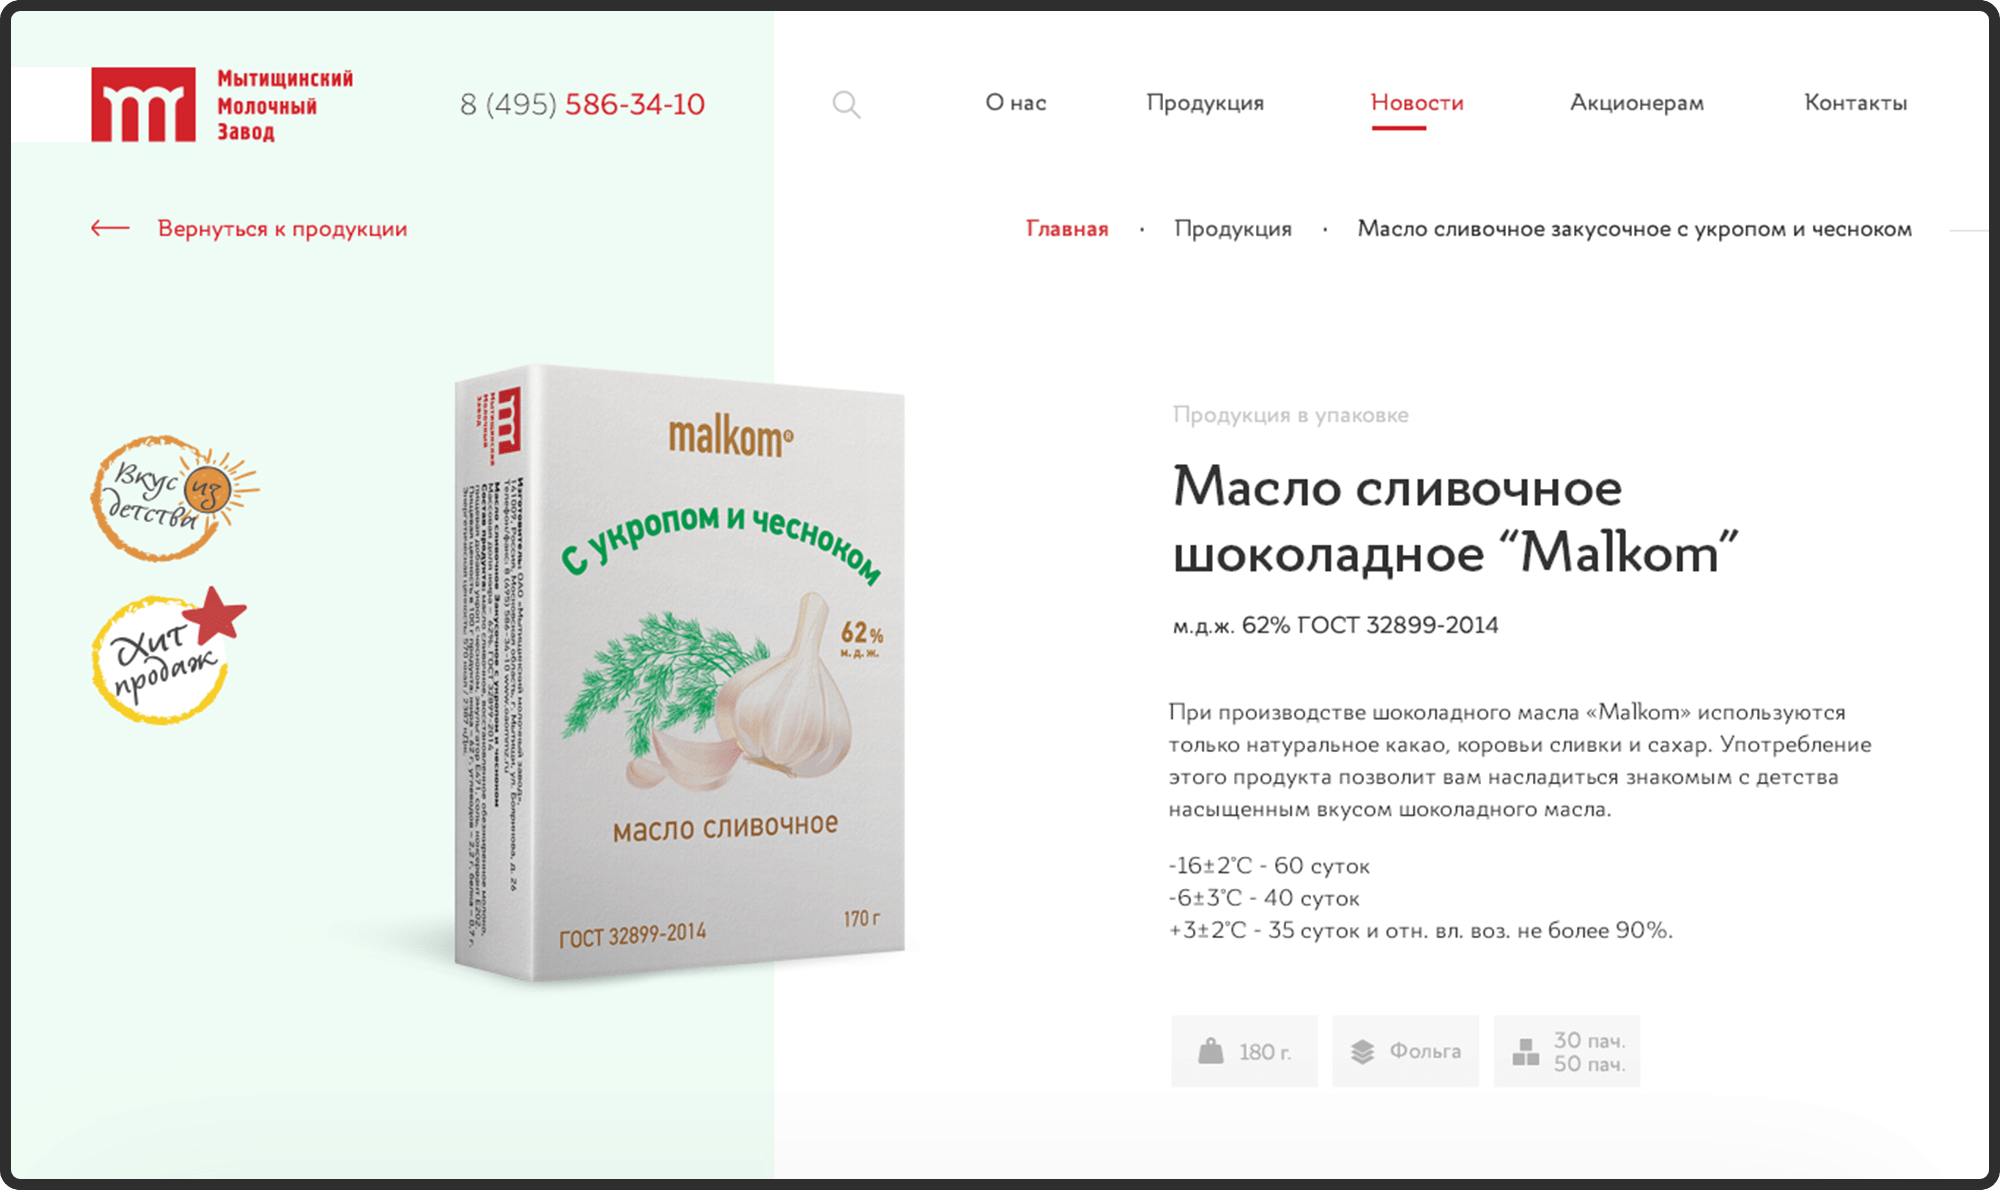 Мытищинский
Молочный
Завод
8 (495) 586-34-10
О нас
Продукция
Новости
Акционерам
Контакты
Вернуться к продукции
Главная · Продукция · Масло сливочное закусочное с укропом и чесноком
Вкус из
детства
Хит
продаж
Мытищинский
Молочный
Завод
malkom®
С укропом и чесноком
62%
м. д. ж.
масло сливочное
ГОСТ 32899-2014
170 г
Продукция в упаковке
Масло сливочное
шоколадное “Malkom”
м.д.ж. 62% ГОСТ 32899-2014
При производстве шоколадного масла «Malkom» используются
только натуральное какао, коровьи сливки и сахар. Употребление
этого продукта позволит вам насладиться знакомым с детства
насыщенным вкусом шоколадного масла.
-16±2°C - 60 суток
-6±3°C - 40 суток
+3±2°C - 35 суток и отн. вл. воз. не более 90%.
180 г.
Фольга
30 пач.
50 пач.